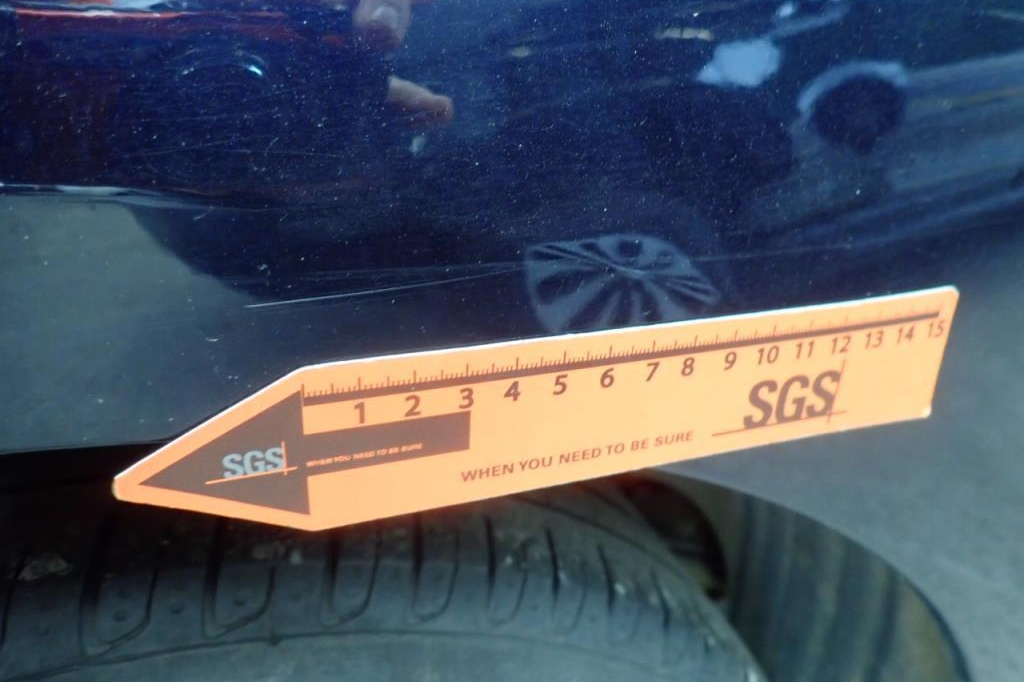 1 2 3 4 5 6 7 8 9 10 11 12 13 14 15
SGS
WHEN YOU NEED TO BE SURE
WHEN YOU NEED TO BE SURE
SGS